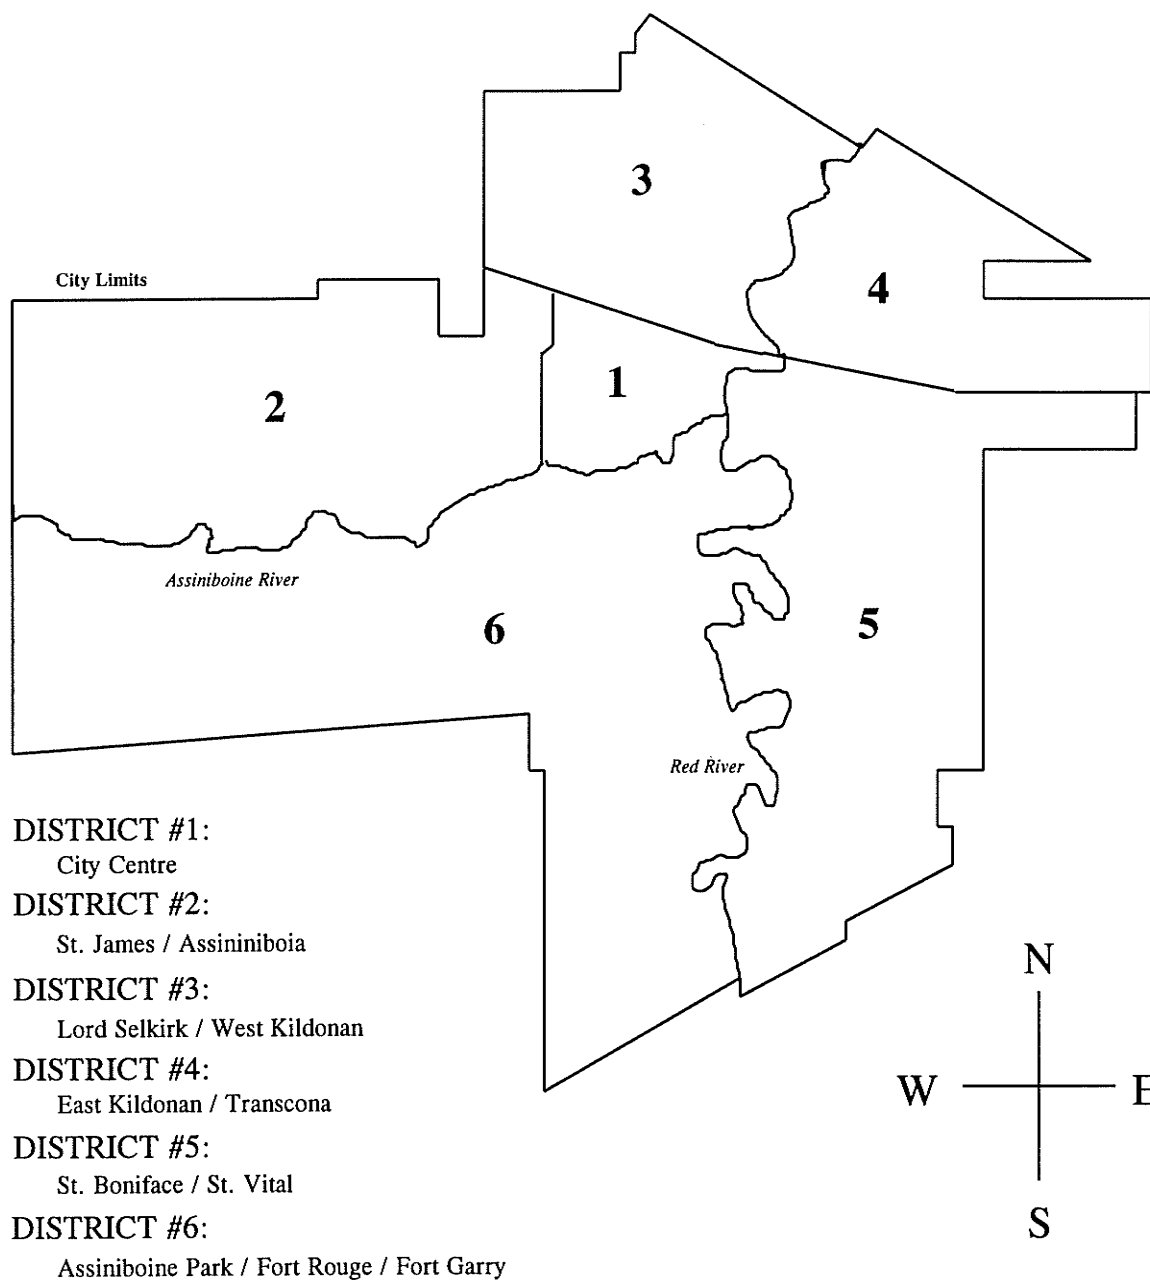 3
4
City Limits
1
2
Assiniboine River
6
5
Red River
DISTRICT #1:
City Centre
DISTRICT #2:
St. James / Assininiboia
DISTRICT #3:
Lord Selkirk / West Kildonan
DISTRICT #4:
East Kildonan / Transcona
DISTRICT #5:
St. Boniface / St. Vital
DISTRICT #6:
Assiniboine Park / Fort Rouge / Fort Garry
N
W E
S